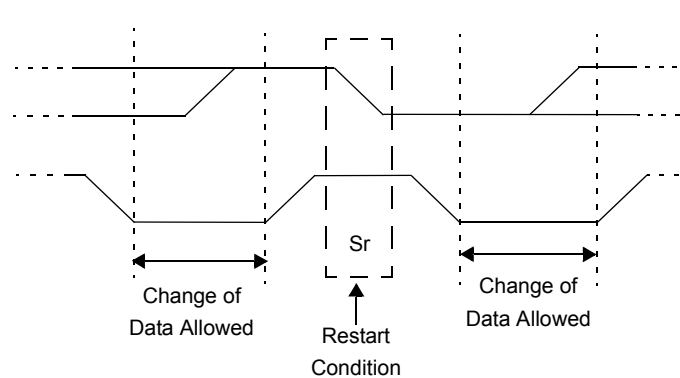 Sr
Change of
Data Allowed
Change of
Data Allowed
Restart
Condition